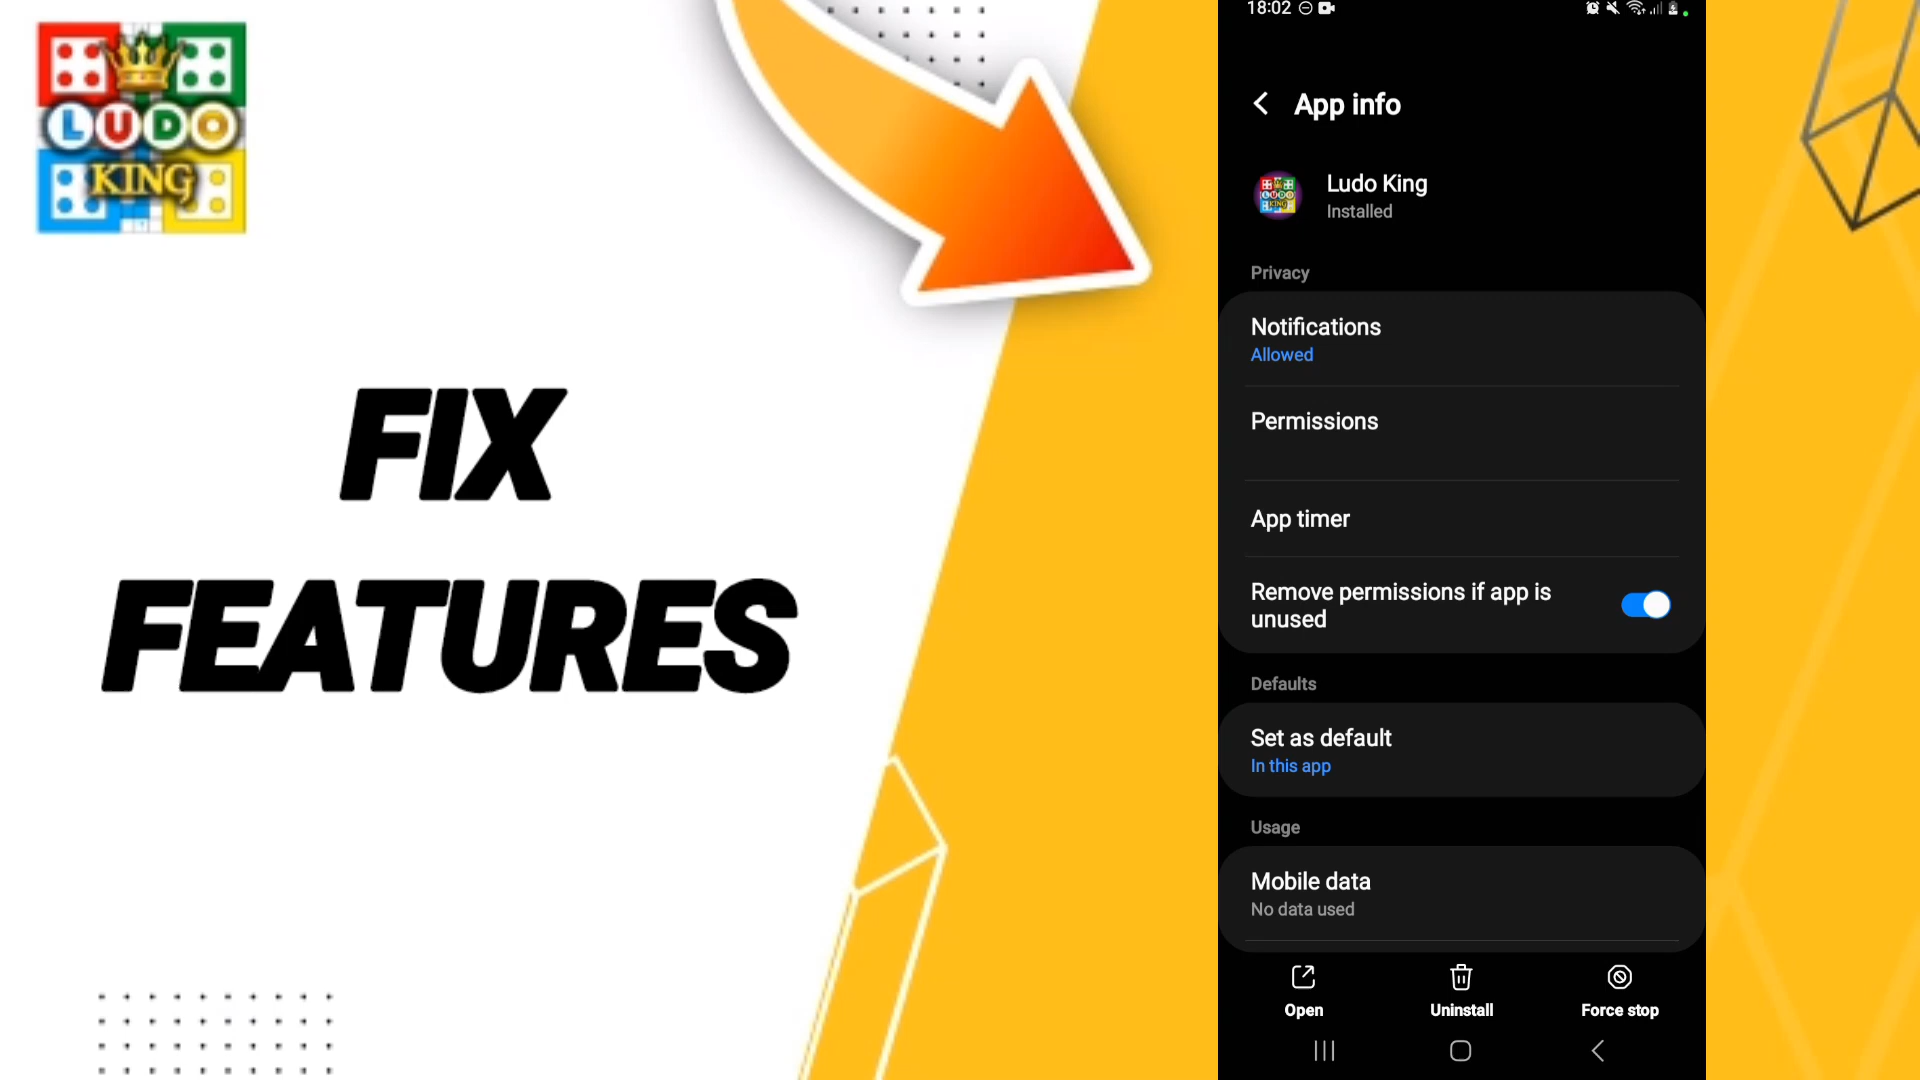 LUDO
KING
FIX
FEATURES
18:02
App info
LUDO
KING
Ludo King
Installed
Privacy
Notifications
Allowed
Permissions
App timer
Remove permissions if app is
unused
Defaults
Set as default
In this app
Usage
Mobile data
No data used
Open
Uninstall
Force stop